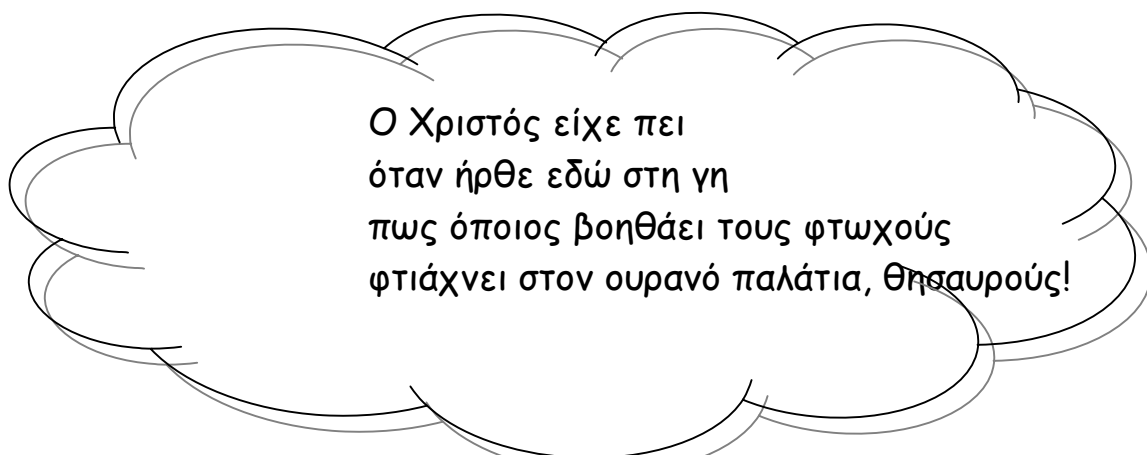 Ο Χριστός είχε πει
όταν ήρθε εδώ στη γη
πως όποιος βοηθάει τους φτωχούς
φτιάχνει στον ουρανό παλάτια, θησαυρούς!